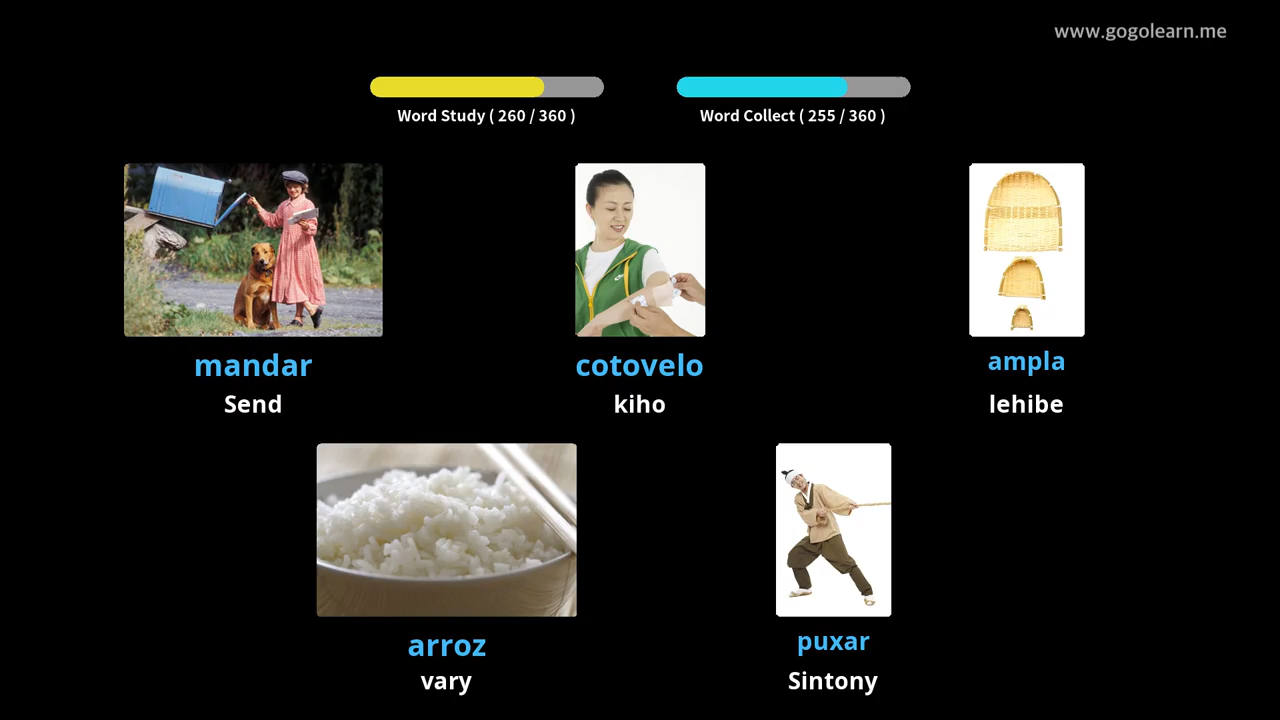 www.gogolearn.me
Word Study ( 260 / 360 )
Word Collect ( 255 / 360 )
mandar
Send
cotovelo
kiho
ampla
lehibe
arroz
vary
puxar
Sintony